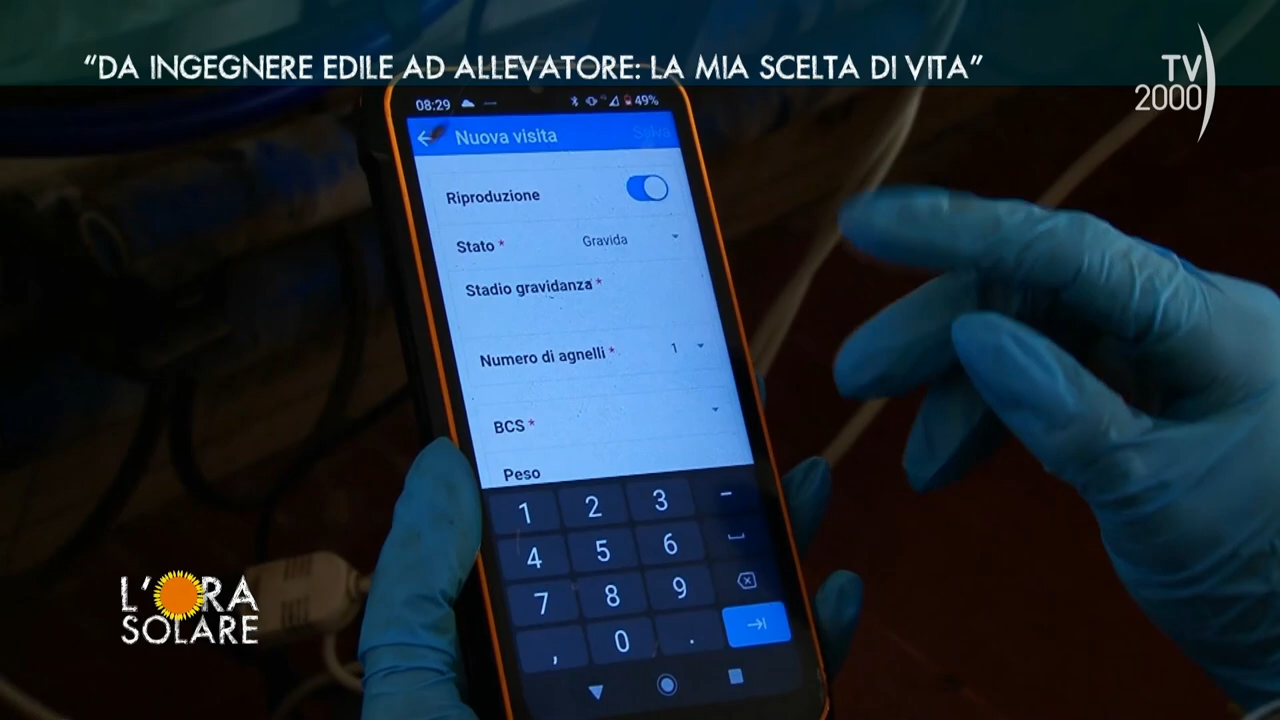 “DA INGEGNERE EDILE AD ALLEVATORE: LA MIA SCELTA DI VITA”
TV
2000
08:29
49%
Nuova visita
Salva
Riproduzione
Stato *
Gravida
Stadio gravidanza *
Numero di agnelli *
1
BCS *
Peso
1 2 3 -
4 5 6
7 8 9
, 0 .
L'ORA
SOLARE